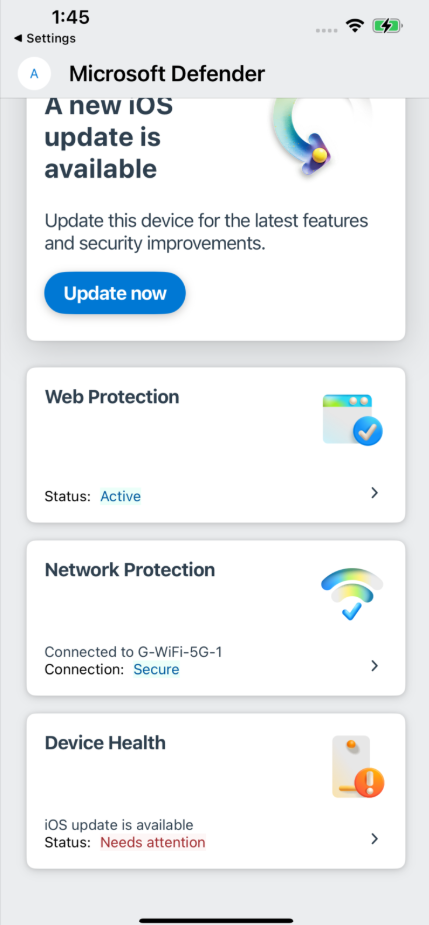 1:45
◀ Settings
A
Microsoft Defender
A new iOS
update is
available
Update this device for the latest features
and security improvements.
Update now
Web Protection
Status: Active
Network Protection
Connected to G-WiFi-5G-1
Connection: Secure
Device Health
iOS update is available
Status: Needs attention